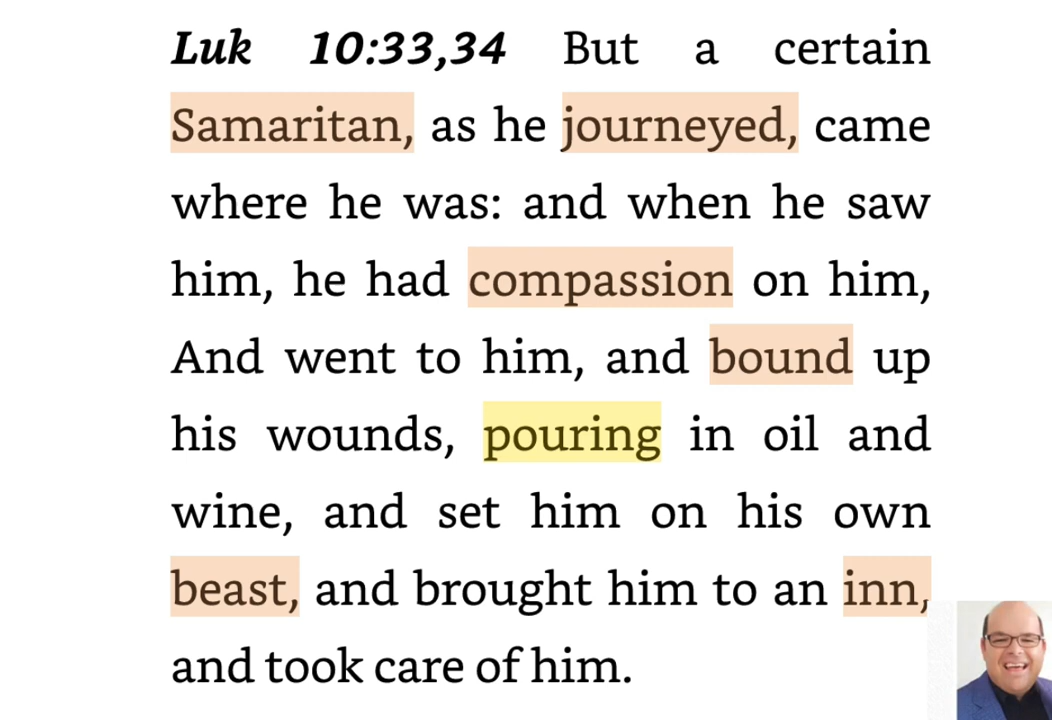 Luk 10:33,34 But a certain
Samaritan, as he journeyed, came
where he was: and when he saw
him, he had compassion on him,
And went to him, and bound up
his wounds, pouring in oil and
wine, and set him on his own
beast, and brought him to an inn,
and took care of him.